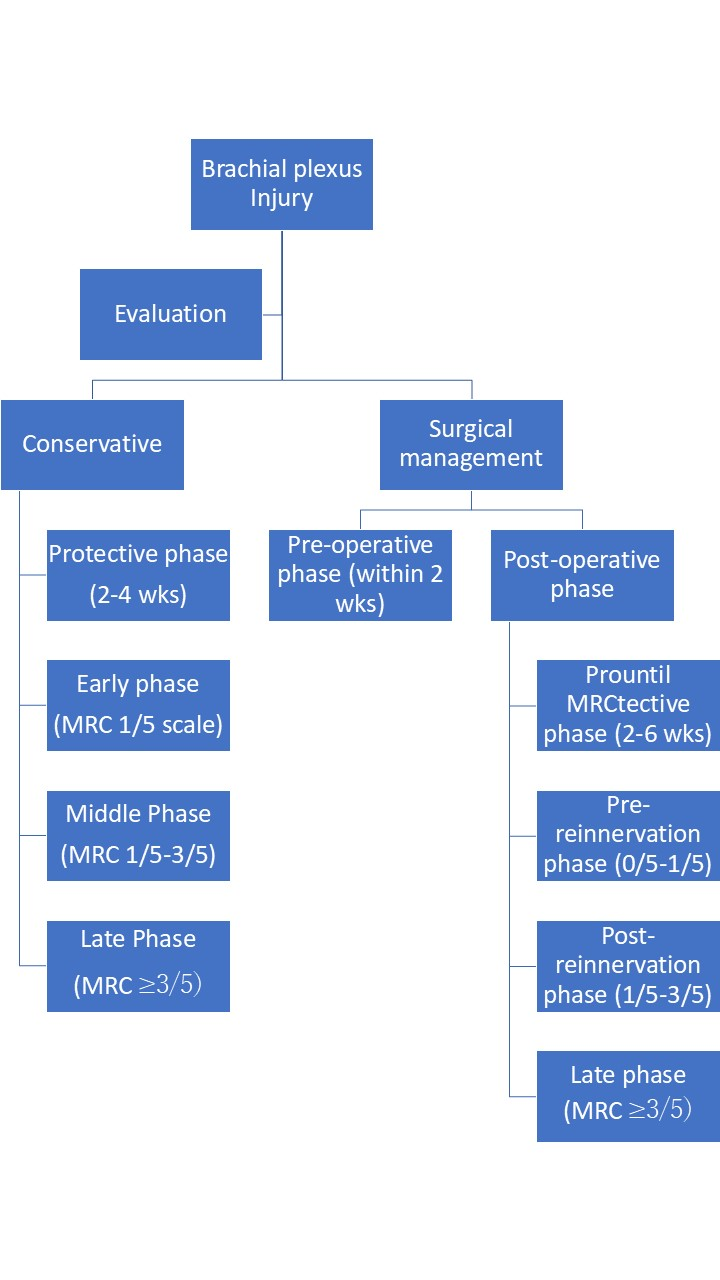 Brachial plexus
Injury
Evaluation
Conservative
Surgical
management
Protective phase
(2-4 wks)
Early phase
(MRC 1/5 scale)
Middle Phase
(MRC 1/5-3/5)
Late Phase
(MRC ≥3/5)
Pre-operative
phase (within 2
wks)
Post-operative
phase
Prountil
MRCtective
phase (2-6 wks)
Pre-
reinnervation
phase (0/5-1/5)
Post-
reinnervation
phase (1/5-3/5)
Late phase
(MRC ≥3/5)